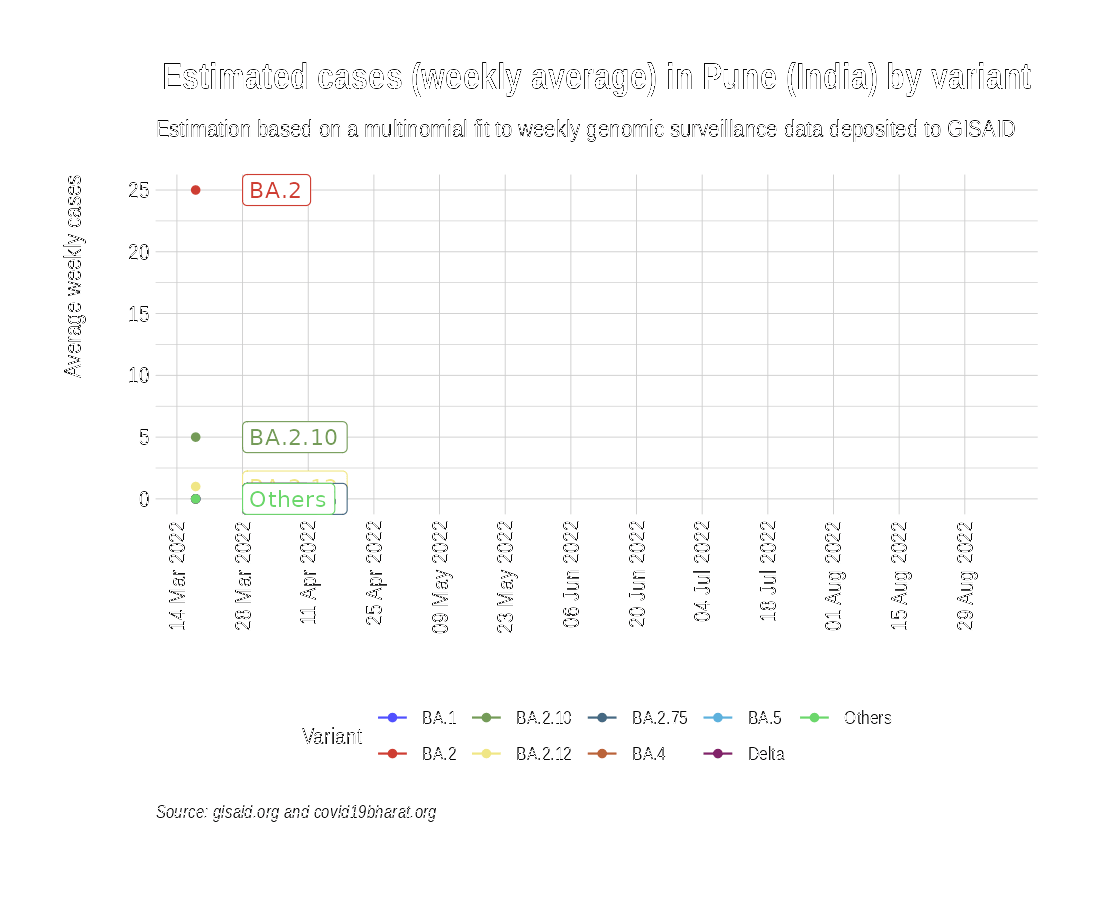 Estimated cases (weekly average) in Pune (India) by variant
Estimation based on a multinomial fit to weekly genomic surveillance data deposited to GISAID
Average weekly cases
25
20
15
10
5
0
BA.2
BA.2.10
BA.2.12
Others
14 Mar 2022
28 Mar 2022
11 Apr 2022
25 Apr 2022
09 May 2022
23 May 2022
06 Jun 2022
20 Jun 2022
04 Jul 2022
18 Jul 2022
01 Aug 2022
15 Aug 2022
29 Aug 2022
Variant
BA.1 BA.2.10 BA.2.75 BA.5 Others
BA.2 BA.2.12 BA.4 Delta
Source: gisaid.org and covid19bharat.org